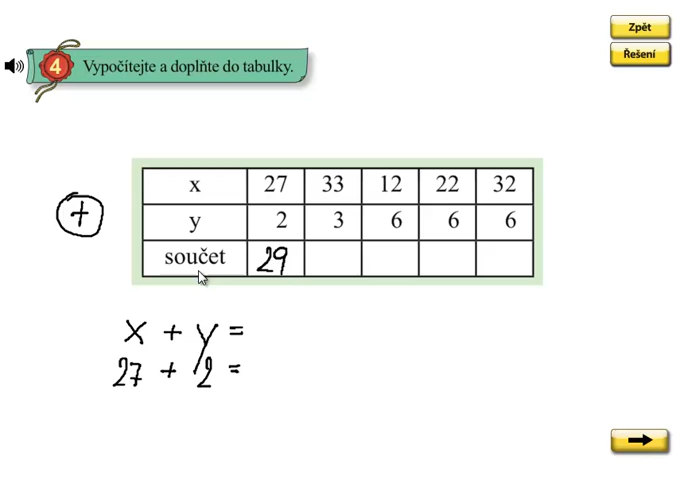 Zpět
4 Vypočítejte a doplňte do tabulky.
Řešení
x 27 33 12 22 32
+
y 2 3 6 6 6
součet 29
x + y =
27 + 2 =